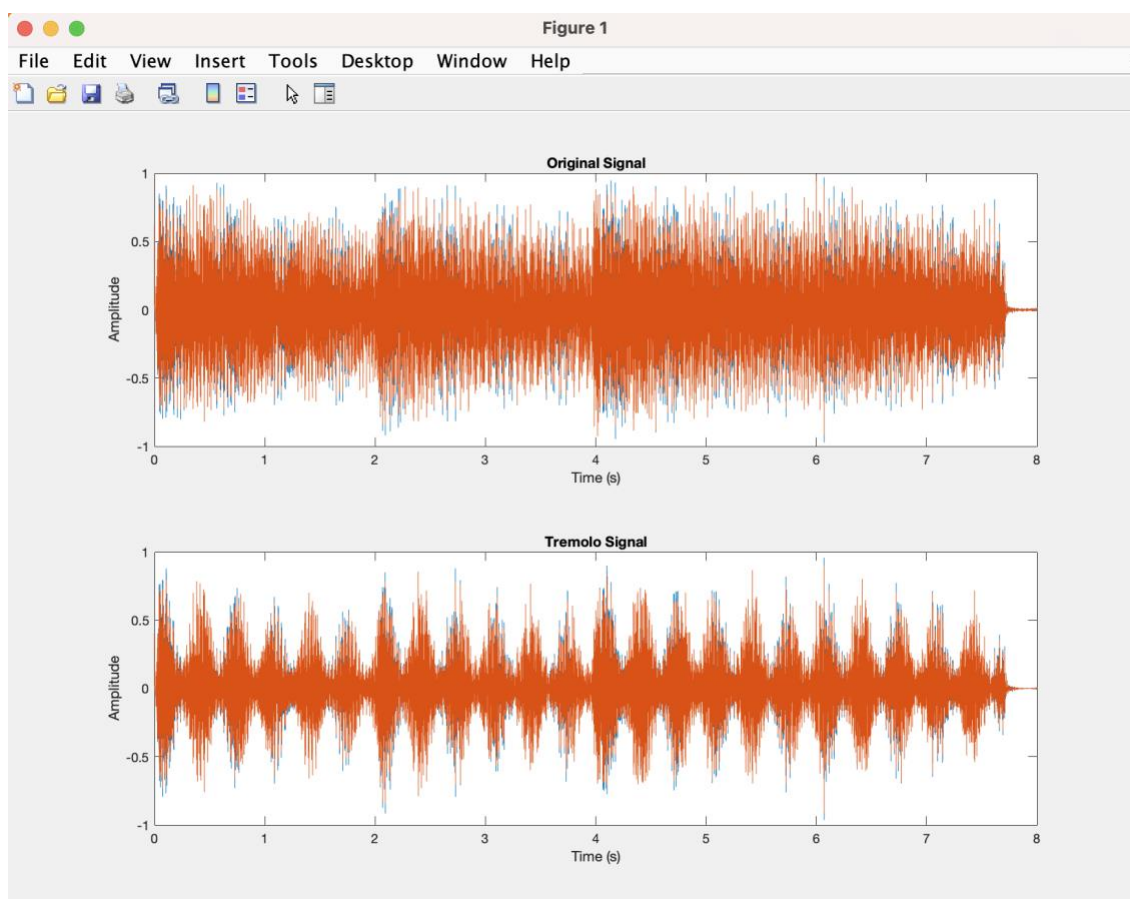 Figure 1
File Edit View Insert Tools Desktop Window Help
Original Signal
1
0.5
0
-0.5
-1
Amplitude
0 1 2 3 4 5 6 7 8
Time (s)
Tremolo Signal
1
0.5
0
-0.5
-1
Amplitude
0 1 2 3 4 5 6 7 8
Time (s)